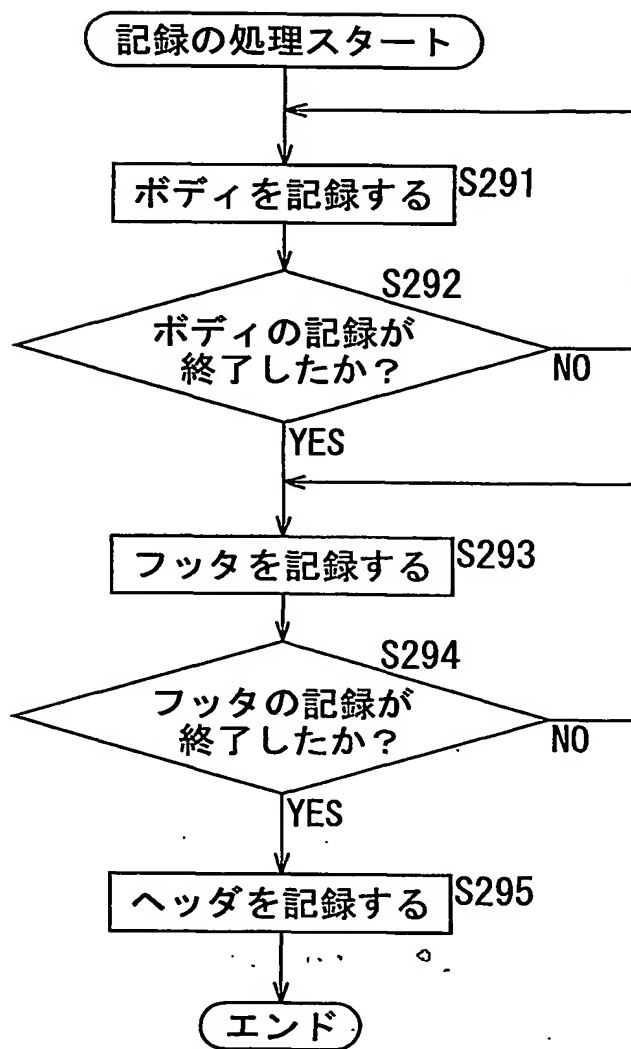 記録の処理スタート
ボディを記録する
S291
S292
ボディの記録が
終了したか？
NO
YES
フッタを記録する
S293
S294
フッタの記録が
終了したか？
NO
YES
ヘッダを記録する
S295
エンド